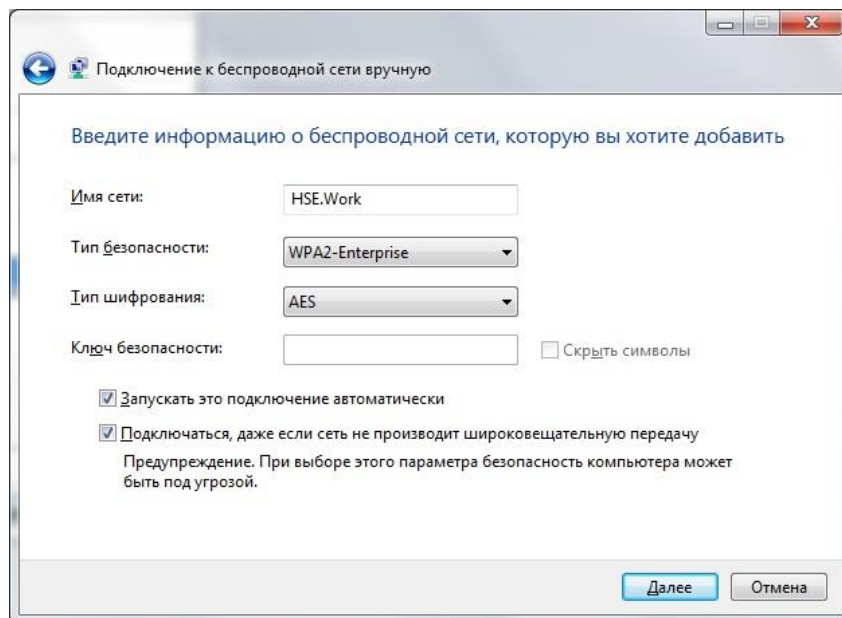 Подключение к беспроводной сети вручную
Введите информацию о беспроводной сети, которую вы хотите добавить
Имя сети: HSE.Work
Тип безопасности: WPA2-Enterprise
Тип шифрования: AES
Ключ безопасности: Скрыть символы
Запускать это подключение автоматически
Подключаться, даже если сеть не производит широковещательную передачу
Предупреждение. При выборе этого параметра безопасность компьютера может
быть под угрозой.
Далее Отмена